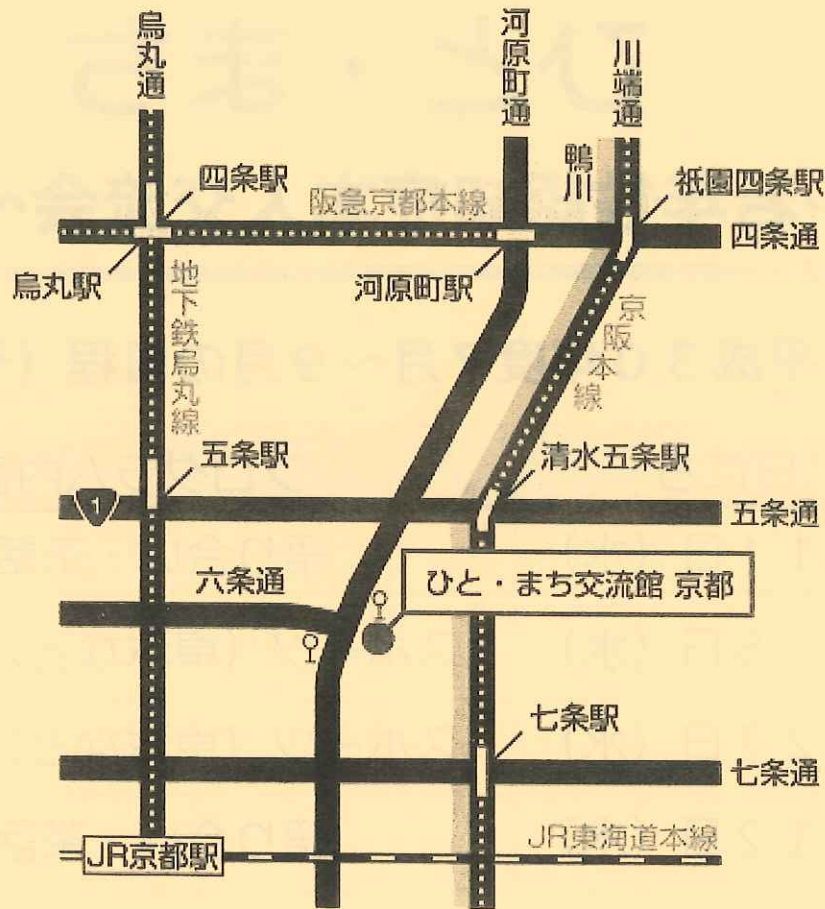 烏丸通
河原町通
川端通
鴨川
四条駅
阪急京都本線
祇園四条駅
四条通
烏丸駅
地下鉄烏丸線
河原町駅
京阪本線
五条駅
清水五条駅
1
五条通
六条通
ひと・まち交流館 京都
七条駅
七条通
JR京都駅
JR東海道本線